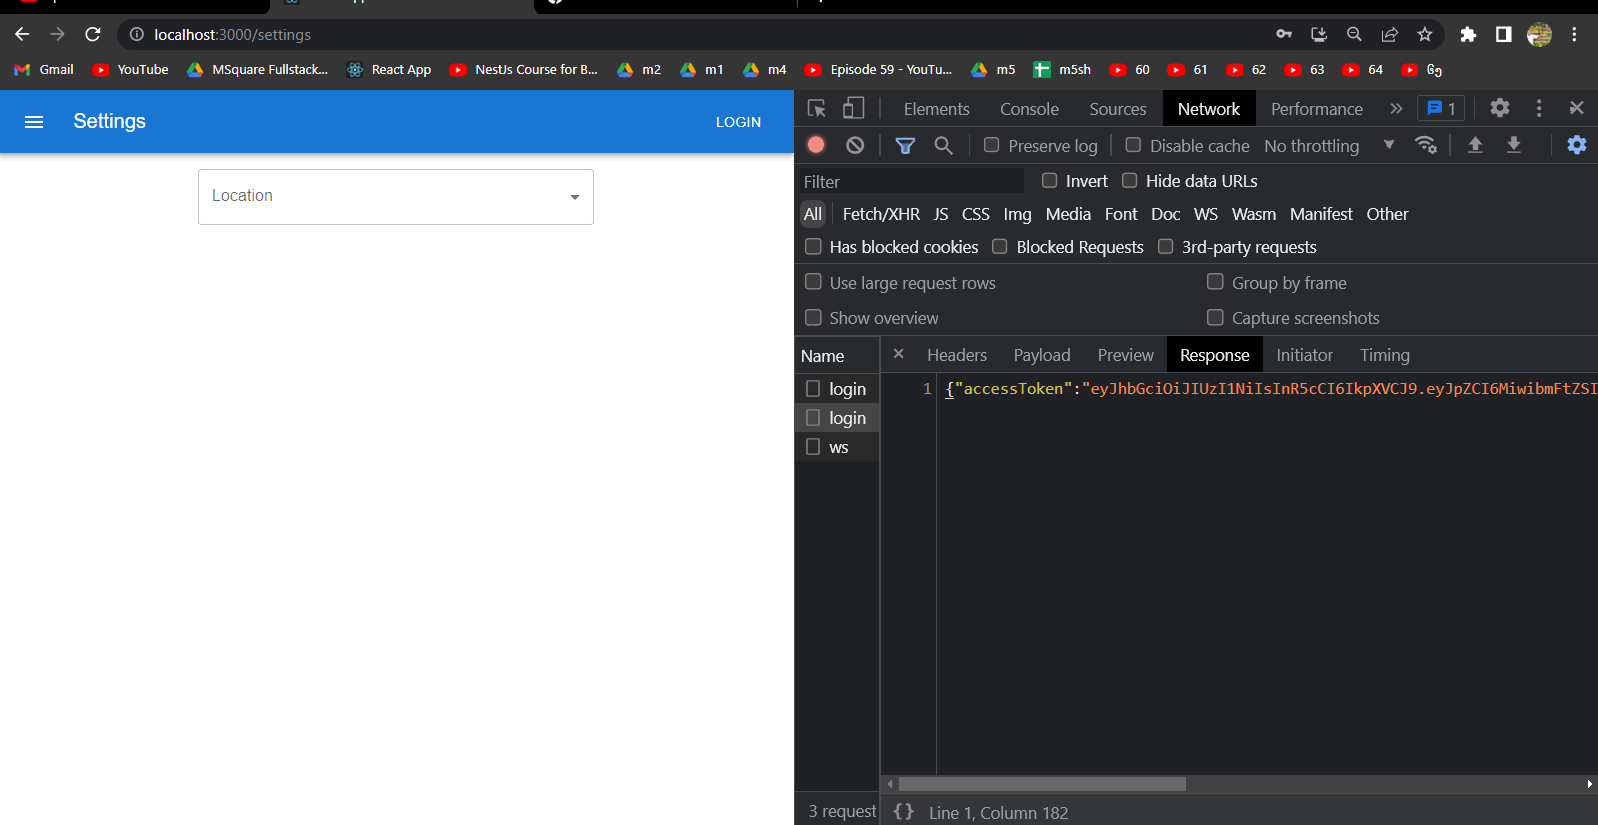 localhost:3000/settings
Gmail YouTube MSquare Fullstack... React App NestJs Course for B... m2 m1 m4 Episode 59 - YouTu... m5 m5sh 60 61 62 63 64 ၆၅
Settings LOGIN
Location
Elements Console Sources Network Performance » 1
Preserve log Disable cache No throttling
Filter Invert Hide data URLs
All Fetch/XHR JS CSS Img Media Font Doc WS Wasm Manifest Other
Has blocked cookies Blocked Requests 3rd-party requests
Use large request rows Group by frame
Show overview Capture screenshots
Name × Headers Payload Preview Response Initiator Timing
login
login
ws
1 {"accessToken":"eyJhbGciOiJIUzI1NiIsInR5cCI6IkpXVCJ9.eyJpZCI6MiwibmFtZSI
3 request {} Line 1, Column 182